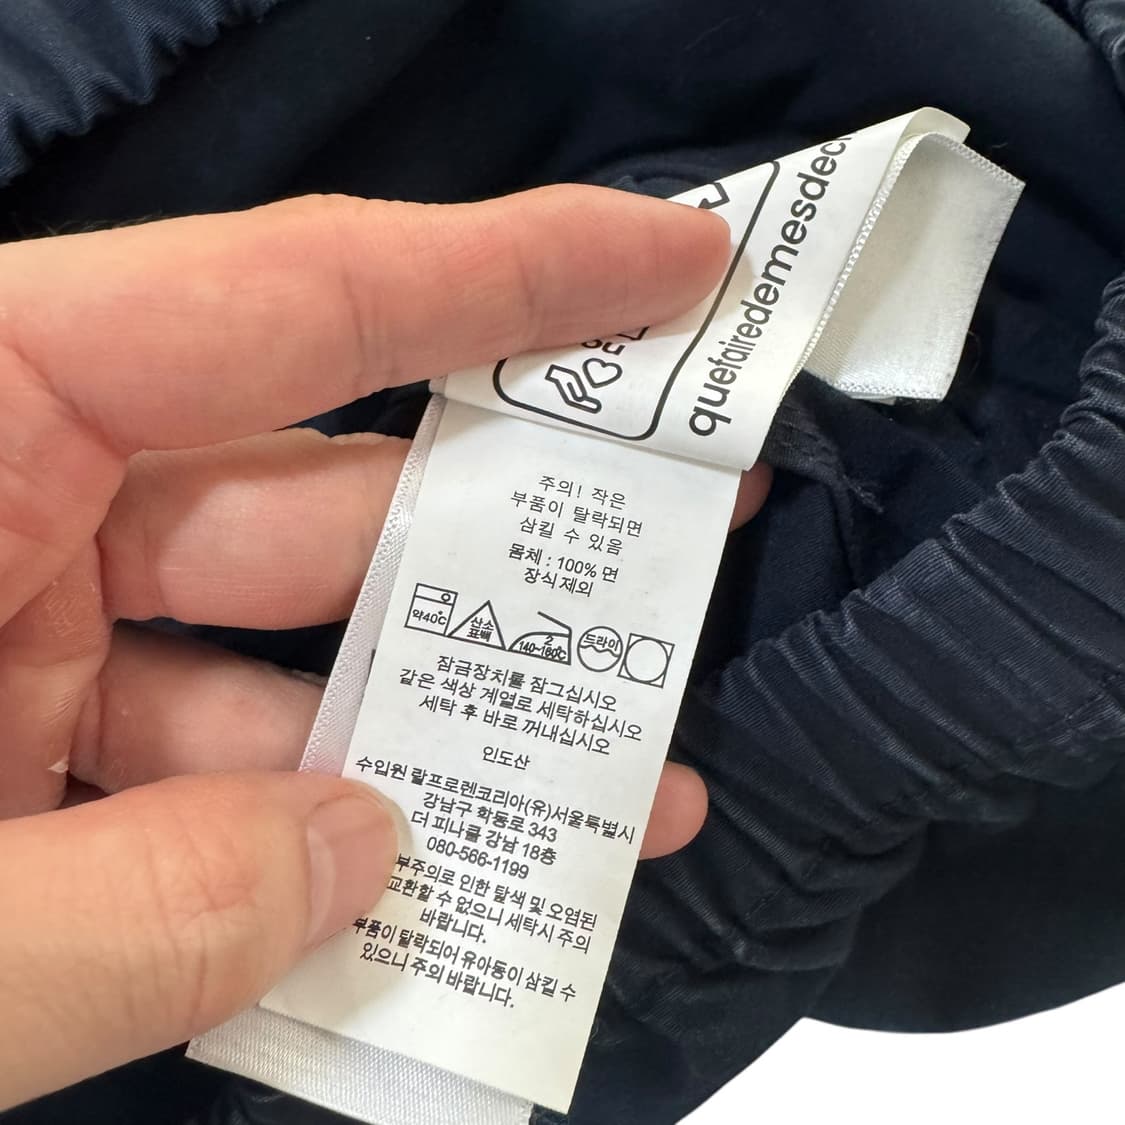 quefairedemesdech
주의! 작은
부품이 탈락되면
삼킬 수 있음
몸체 : 100% 면
장식제외
약40℃
산소
표백
2
140~160℃
드라이
잠금장치를 잠그십시오
같은 색상 계열로 세탁하십시오
세탁 후 바로 꺼내십시오
인도산
수입원 랄프로렌코리아(유)서울특별시
강남구 학동로 343
더 피나클 강남 18층
080-566-1199
부주의로 인한 탈색 및 오염된
교환할 수 없으니 세탁시 주의
바랍니다.
부품이 탈락되어 유아동이 삼킬 수
있으니 주의 바랍니다.